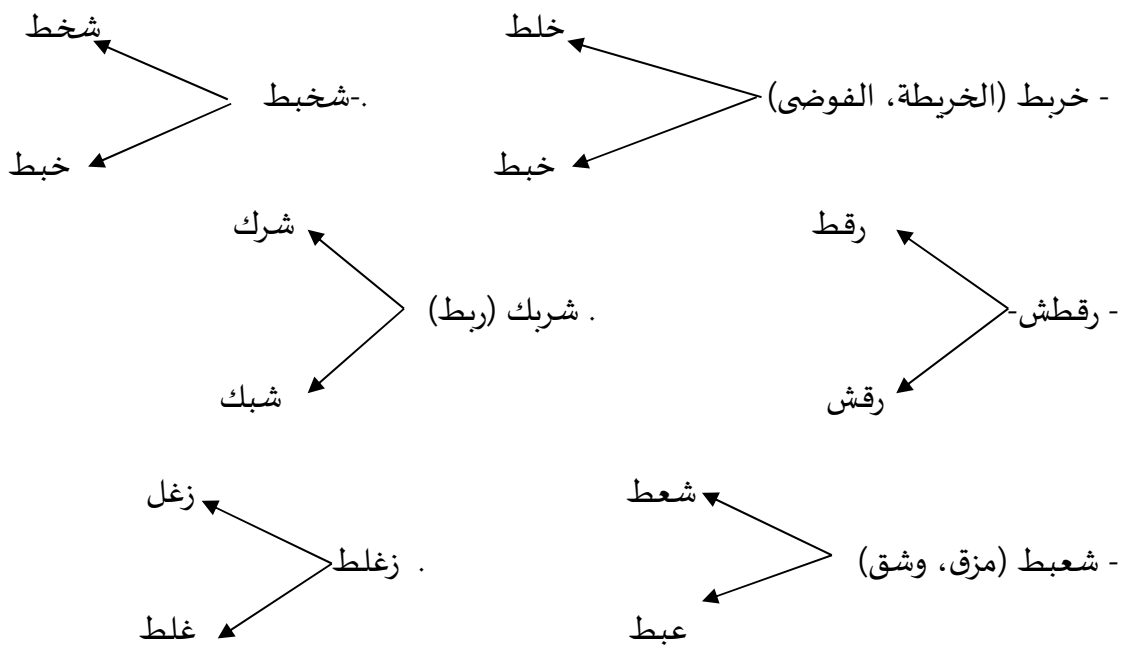 خلط
شخط
- خربط (الخربطة، الفوضى)
.-شخبط
خبط
خبط
رقط
شرك
- رقطش-
. شربك (ربط)
رقش
شبك
شعط
زغل
- شعبط (مزق، وشق)
. زغلط
عبط
غلط